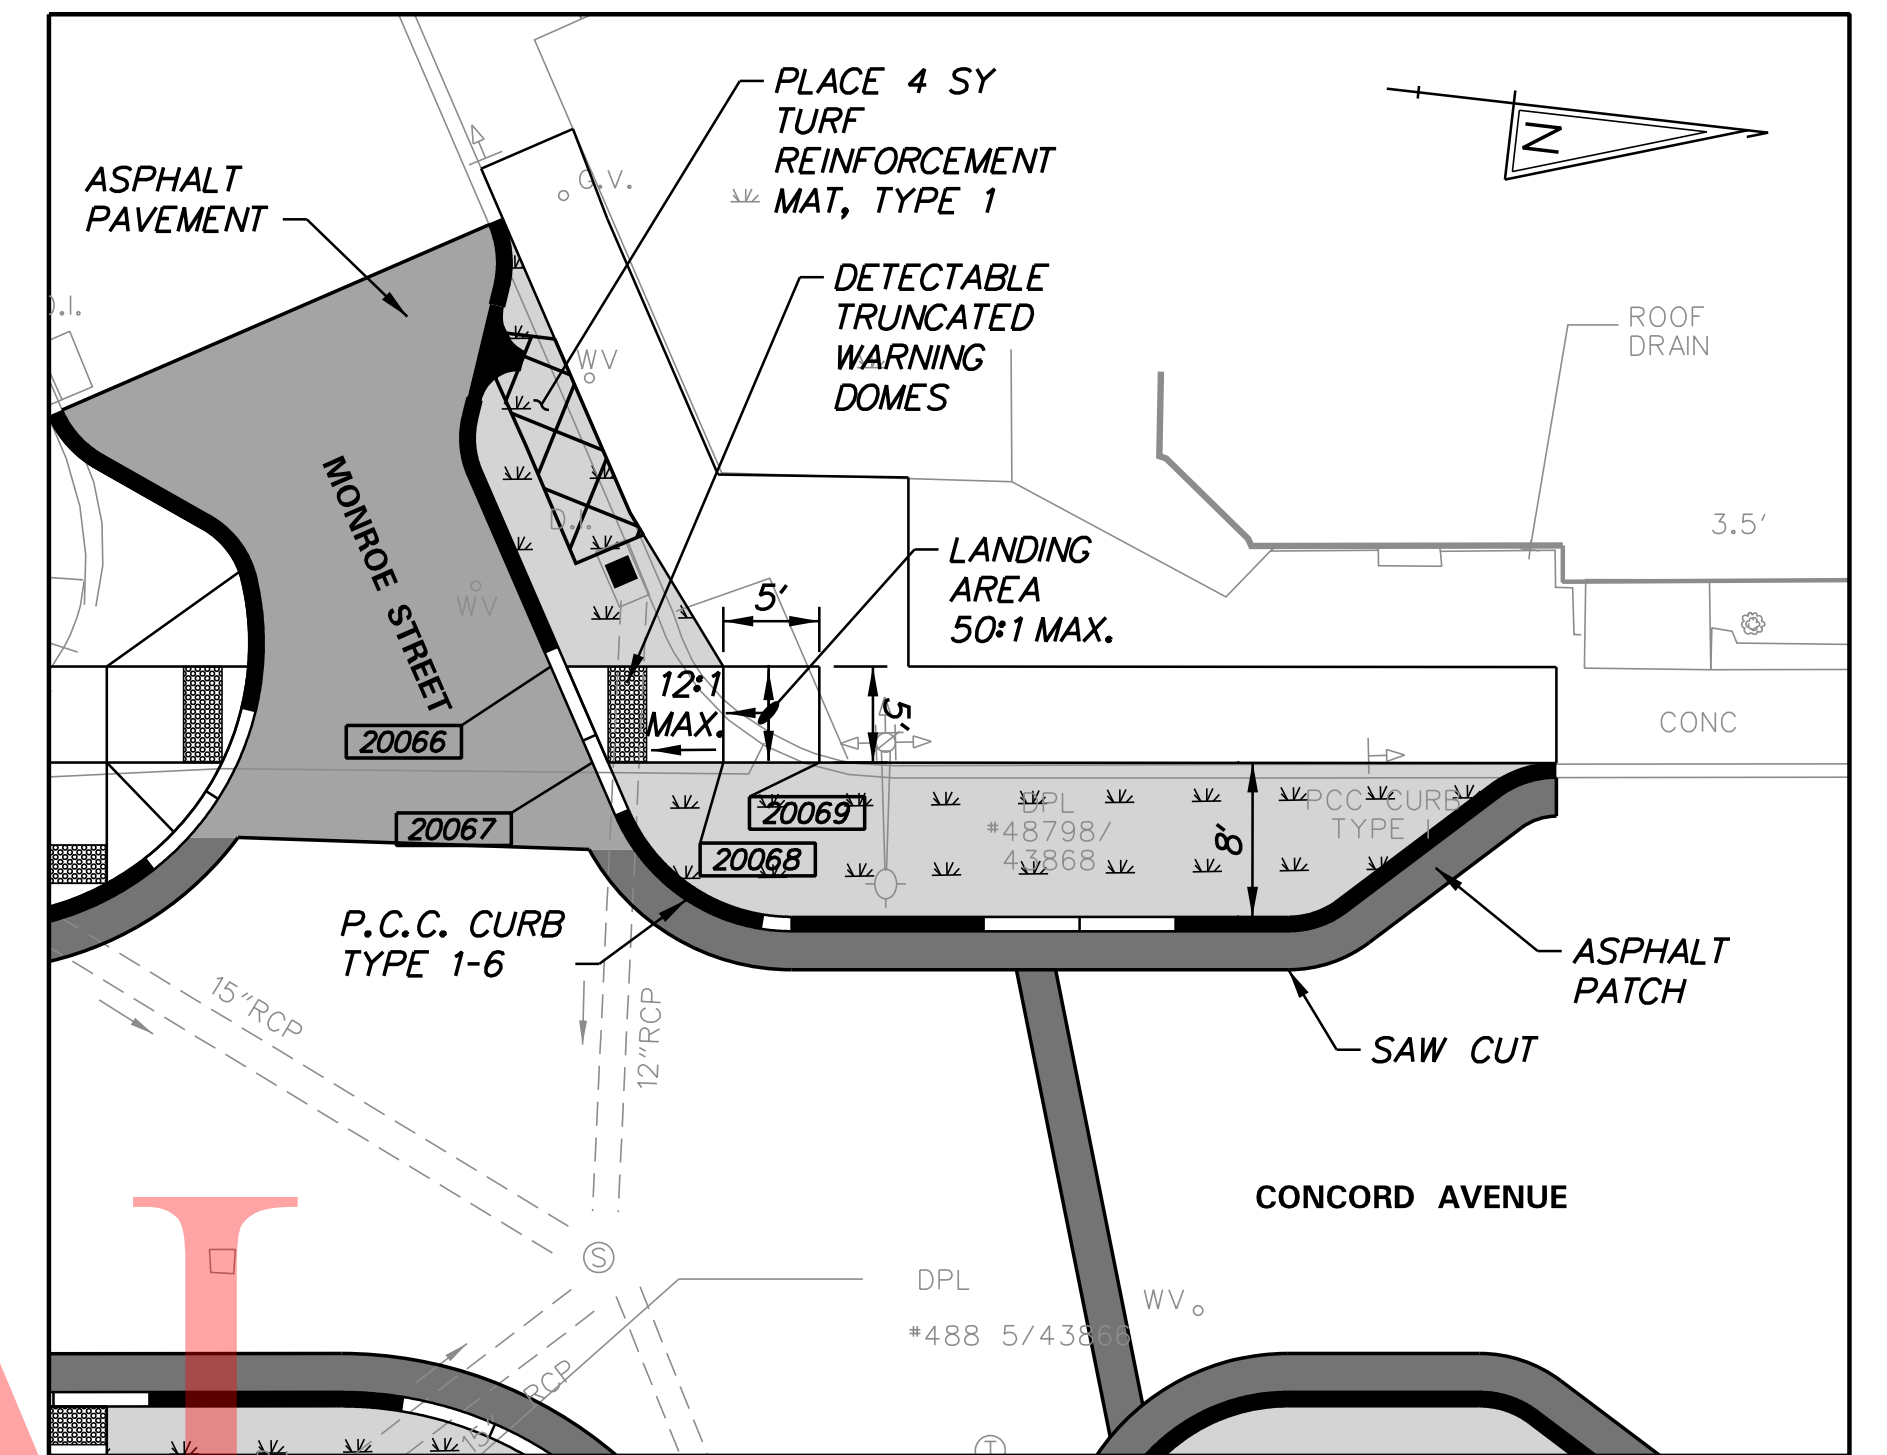 PLACE 4 SY
TURF
REINFORCEMENT
MAT, TYPE 1
N
ASPHALT
PAVEMENT
G.V.
DETECTABLE
TRUNCATED
WARNING
DOMES
D.I.
ROOF
DRAIN
WV
MONROE STREET
D.I.
3.5'
LANDING
AREA
50:1 MAX.
WV
5'
12:1
MAX.
5'
20066
CONC
20067
20069
20068
8'
DPL
#48798/
43868
PCC CURB
TYPE I
P.C.C. CURB
TYPE 1-6
ASPHALT
PATCH
15"RCP
12"RCP
SAW CUT
CONCORD AVENUE
S
DPL
WV
#488 5/43866
15" RCP
T